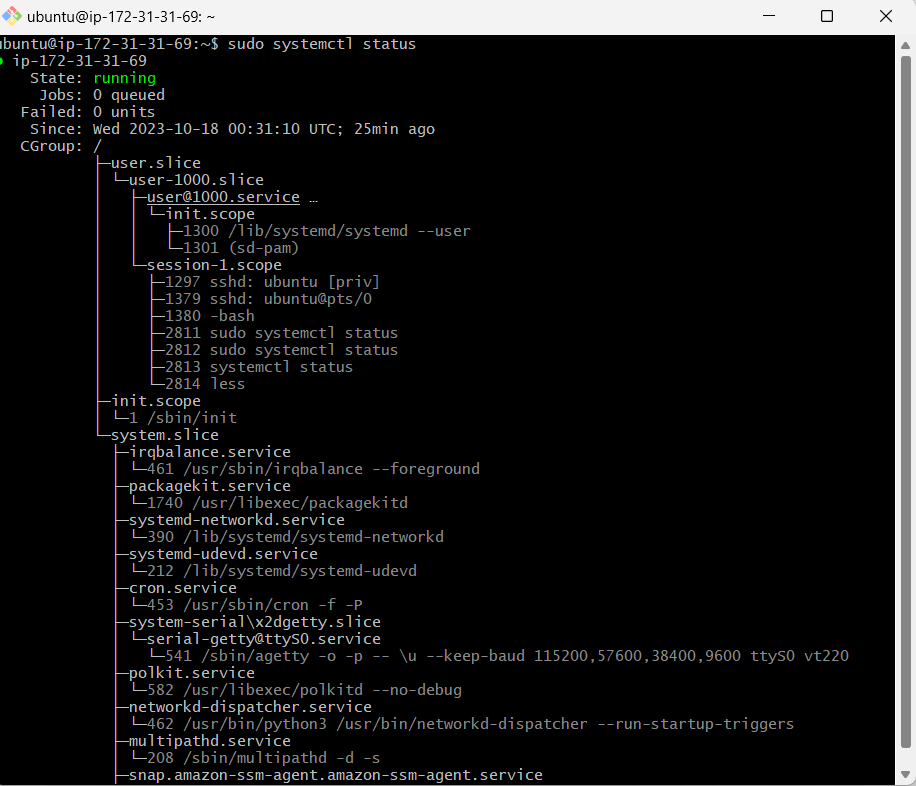 ubuntu@ip-172-31-31-69: ~
ubuntu@ip-172-31-31-69:~$ sudo systemctl status
● ip-172-31-31-69
    State: running
     Jobs: 0 queued
   Failed: 0 units
    Since: Wed 2023-10-18 00:31:10 UTC; 25min ago
   CGroup: /
           ├─user.slice
           │ └─user-1000.slice
           │   ├─user@1000.service …
           │   │ └─init.scope
           │   │   ├─1300 /lib/systemd/systemd --user
           │   │   └─1301 (sd-pam)
           │   └─session-1.scope
           │     ├─1297 sshd: ubuntu [priv]
           │     ├─1379 sshd: ubuntu@pts/0
           │     ├─1380 -bash
           │     ├─2811 sudo systemctl status
           │     ├─2812 sudo systemctl status
           │     ├─2813 systemctl status
           │     └─2814 less
           ├─init.scope
           │ └─1 /sbin/init
           └─system.slice
             ├─irqbalance.service
             │ └─461 /usr/sbin/irqbalance --foreground
             ├─packagekit.service
             │ └─1740 /usr/libexec/packagekitd
             ├─systemd-networkd.service
             │ └─390 /lib/systemd/systemd-networkd
             ├─systemd-udevd.service
             │ └─212 /lib/systemd/systemd-udevd
             ├─cron.service
             │ └─453 /usr/sbin/cron -f -P
             ├─system-serial\x2dgetty.slice
             │ └─serial-getty@ttyS0.service
             │   └─541 /sbin/agetty -o -p -- \u --keep-baud 115200,57600,38400,9600 ttyS0 vt220
             ├─polkit.service
             │ └─582 /usr/libexec/polkitd --no-debug
             ├─networkd-dispatcher.service
             │ └─462 /usr/bin/python3 /usr/bin/networkd-dispatcher --run-startup-triggers
             ├─multipathd.service
             │ └─208 /sbin/multipathd -d -s
             ├─snap.amazon-ssm-agent.amazon-ssm-agent.service